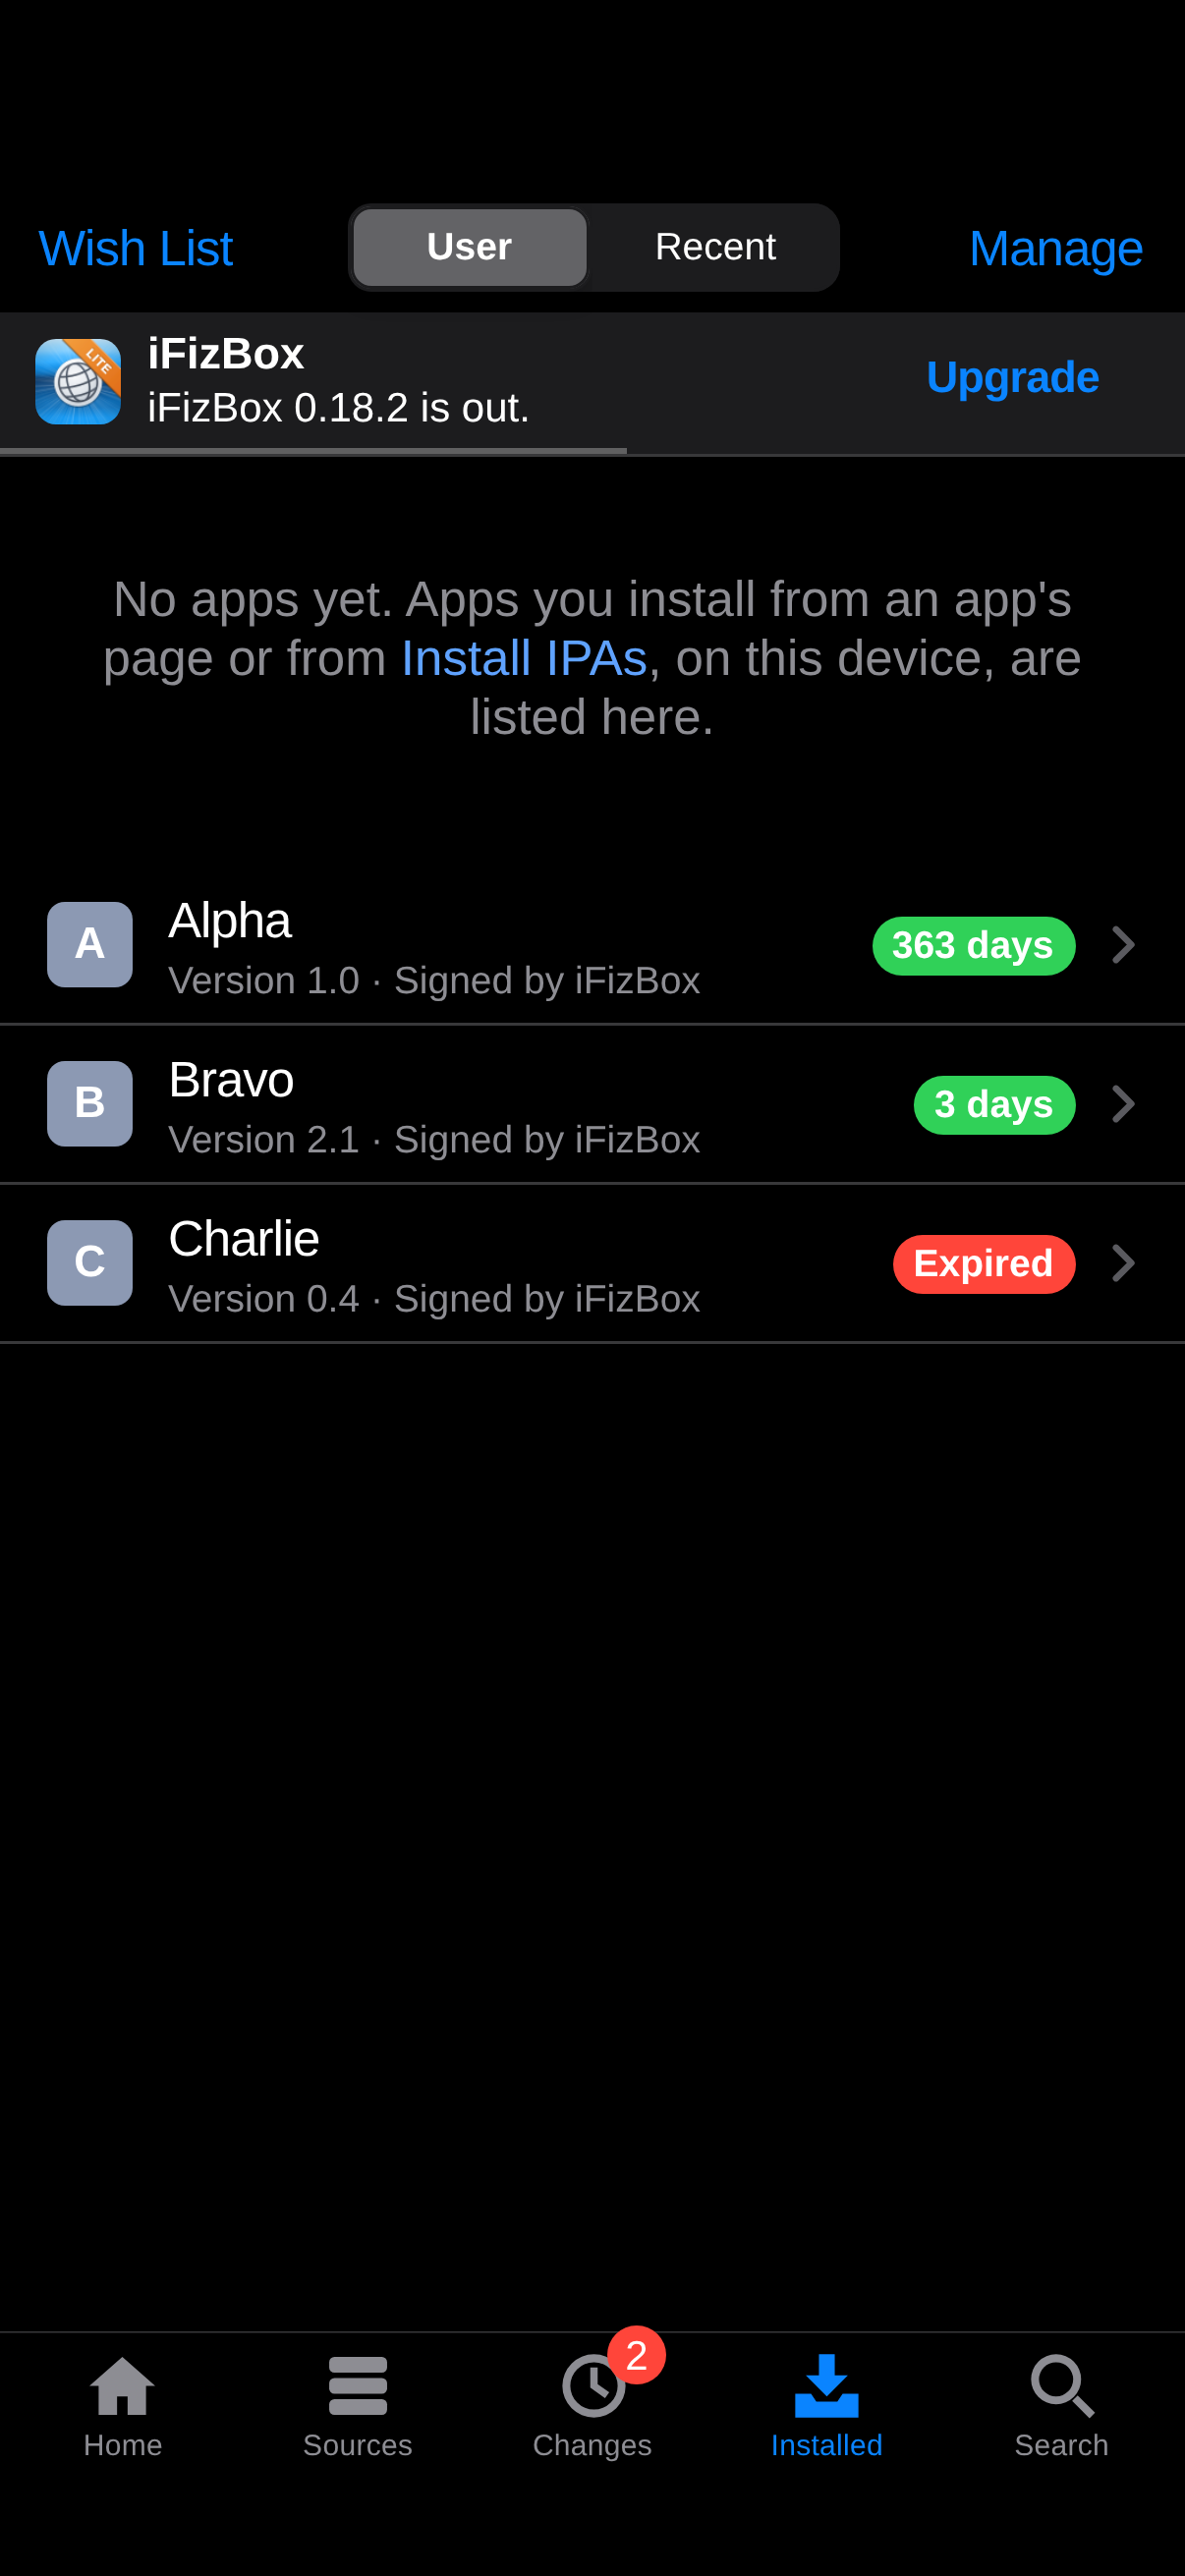 Wish List
User
Recent
Manage
LITE
iFizBox
iFizBox 0.18.2 is out.
Upgrade
No apps yet. Apps you install from an app's
page or from Install IPAs, on this device, are
listed here.
A
Alpha
Version 1.0 · Signed by iFizBox
363 days
B
Bravo
Version 2.1 · Signed by iFizBox
3 days
C
Charlie
Version 0.4 · Signed by iFizBox
Expired
2
Home
Sources
Changes
Installed
Search